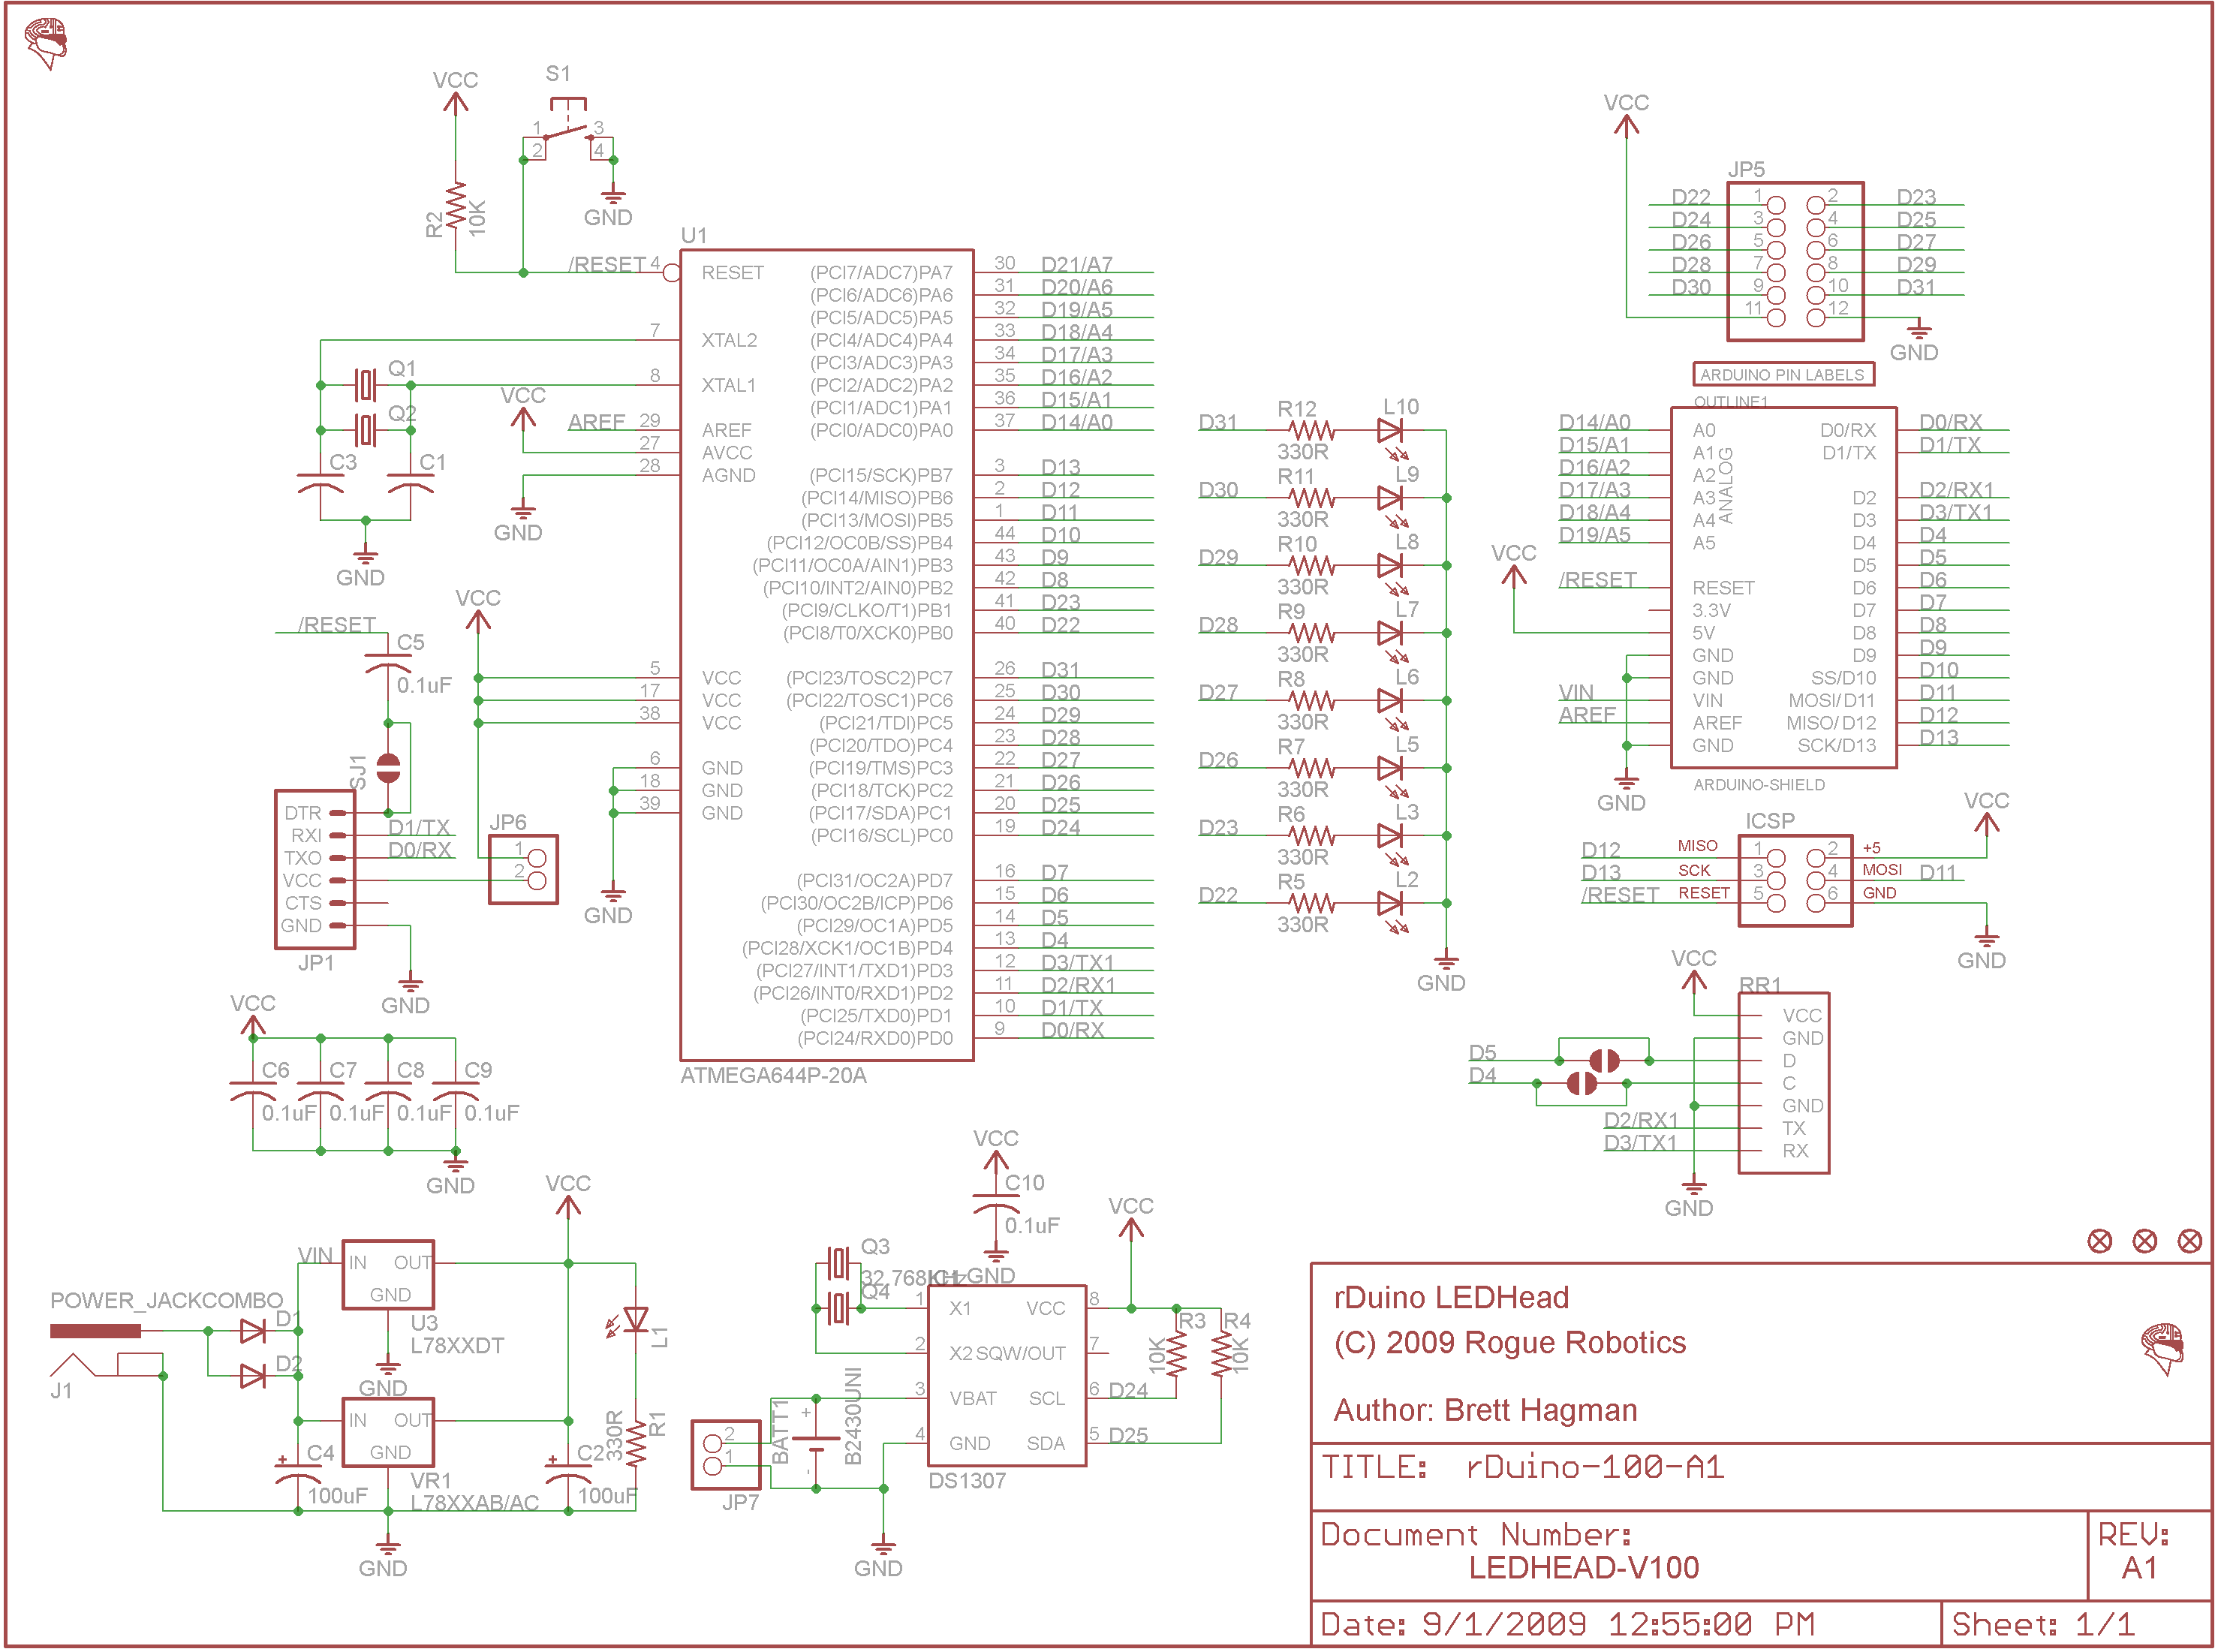 VCC
S1
1 3
2 4
R2
10K
GND
/RESET
U1
4 RESET
7 XTAL2
8 XTAL1
AREF 29 AREF
27 AVCC
28 AGND
5 VCC
17 VCC
38 VCC
6 GND
18 GND
39 GND
(PCI7/ADC7)PA7 30 D21/A7
(PCI6/ADC6)PA6 31 D20/A6
(PCI5/ADC5)PA5 32 D19/A5
(PCI4/ADC4)PA4 33 D18/A4
(PCI3/ADC3)PA3 34 D17/A3
(PCI2/ADC2)PA2 35 D16/A2
(PCI1/ADC1)PA1 36 D15/A1
(PCI0/ADC0)PA0 37 D14/A0
(PCI15/SCK)PB7 3 D13
(PCI14/MISO)PB6 2 D12
(PCI13/MOSI)PB5 1 D11
(PCI12/OC0B/SS)PB4 44 D10
(PCI11/OC0A/AIN1)PB3 43 D9
(PCI10/INT2/AIN0)PB2 42 D8
(PCI9/CLKO/T1)PB1 41 D23
(PCI8/T0/XCK0)PB0 40 D22
(PCI23/TOSC2)PC7 26 D31
(PCI22/TOSC1)PC6 25 D30
(PCI21/TDI)PC5 24 D29
(PCI20/TDO)PC4 23 D28
(PCI19/TMS)PC3 22 D27
(PCI18/TCK)PC2 21 D26
(PCI17/SDA)PC1 20 D25
(PCI16/SCL)PC0 19 D24
(PCI31/OC2A)PD7 16 D7
(PCI30/OC2B/ICP)PD6 15 D6
(PCI29/OC1A)PD5 14 D5
(PCI28/XCK1/OC1B)PD4 13 D4
(PCI27/INT1/TXD1)PD3 12 D3/TX1
(PCI26/INT0/RXD1)PD2 11 D2/RX1
(PCI25/TXD0)PD1 10 D1/TX
(PCI24/RXD0)PD0 9 D0/RX
ATMEGA644P-20A
Q1
Q2
C3 C1
GND
VCC
GND
VCC
/RESET
C5
0.1uF
SJ1
DTR
RXI D1/TX
TXO D0/RX
VCC
CTS
GND
JP1
GND
JP6
1
2
GND
VCC
C6 C7 C8 C9
0.1uF 0.1uF 0.1uF 0.1uF
GND
D31 R12 330R L10
D30 R11 330R L9
D29 R10 330R L8
D28 R9 330R L7
D27 R8 330R L6
D26 R7 330R L5
D23 R6 330R L3
D22 R5 330R L2
GND
VCC
JP5
D22 1 2 D23
D24 3 4 D25
D26 5 6 D27
D28 7 8 D29
D30 9 10 D31
11 12
GND
ARDUINO PIN LABELS
OUTLINE1
D14/A0 A0 D0/RX D0/RX
D15/A1 A1 D1/TX D1/TX
D16/A2 A2
D17/A3 A3 D2 D2/RX1
D18/A4 A4 D3 D3/TX1
D19/A5 A5 D4 D4
ANALOG
D5 D5
/RESET RESET D6 D6
3.3V D7 D7
VCC
5V D8 D8
GND D9 D9
GND SS/D10 D10
VIN VIN MOSI/D11 D11
AREF AREF MISO/D12 D12
GND SCK/D13 D13
ARDUINO-SHIELD
GND
ICSP
VCC
D12 MISO 1 2 +5
D13 SCK 3 4 MOSI D11
/RESET RESET 5 6 GND
GND
VCC
RR1
VCC
GND
D5 D
D4 C
GND
D2/RX1 TX
D3/TX1 RX
GND
VCC
VIN
IN OUT
GND
U3
L78XXDT
GND
POWER_JACKCOMBO
J1
D1
D2
IN OUT
GND
VR1
L78XXAB/AC
C4
100uF
C2
100uF
L1
330R
R1
GND
VCC
C10
0.1uF
GND
Q3
32.768KHz
Q4
1 X1 VCC 8
2 X2 SQW/OUT 7
3 VBAT SCL 6 D24
4 GND SDA 5 D25
DS1307
VCC
R3
10K
R4
10K
BATT1
+
-
B2430UNI
2
1
JP7
GND
rDuino LEDHead
(C) 2009 Rogue Robotics
Author: Brett Hagman
TITLE: rDuino-100-A1
Document Number:
LEDHEAD-V100
REV:
A1
Date: 9/1/2009 12:55:00 PM
Sheet: 1/1